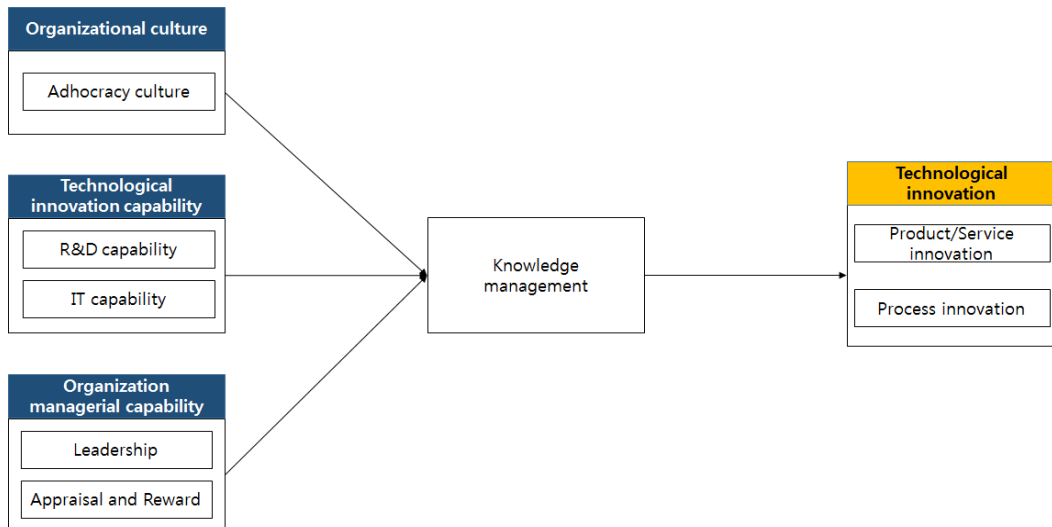 Organizational culture
Adhocracy culture
Technological
innovation capability
R&D capability
IT capability
Organization
managerial capability
Leadership
Appraisal and Reward
Knowledge
management
Technological
innovation
Product/Service
innovation
Process innovation